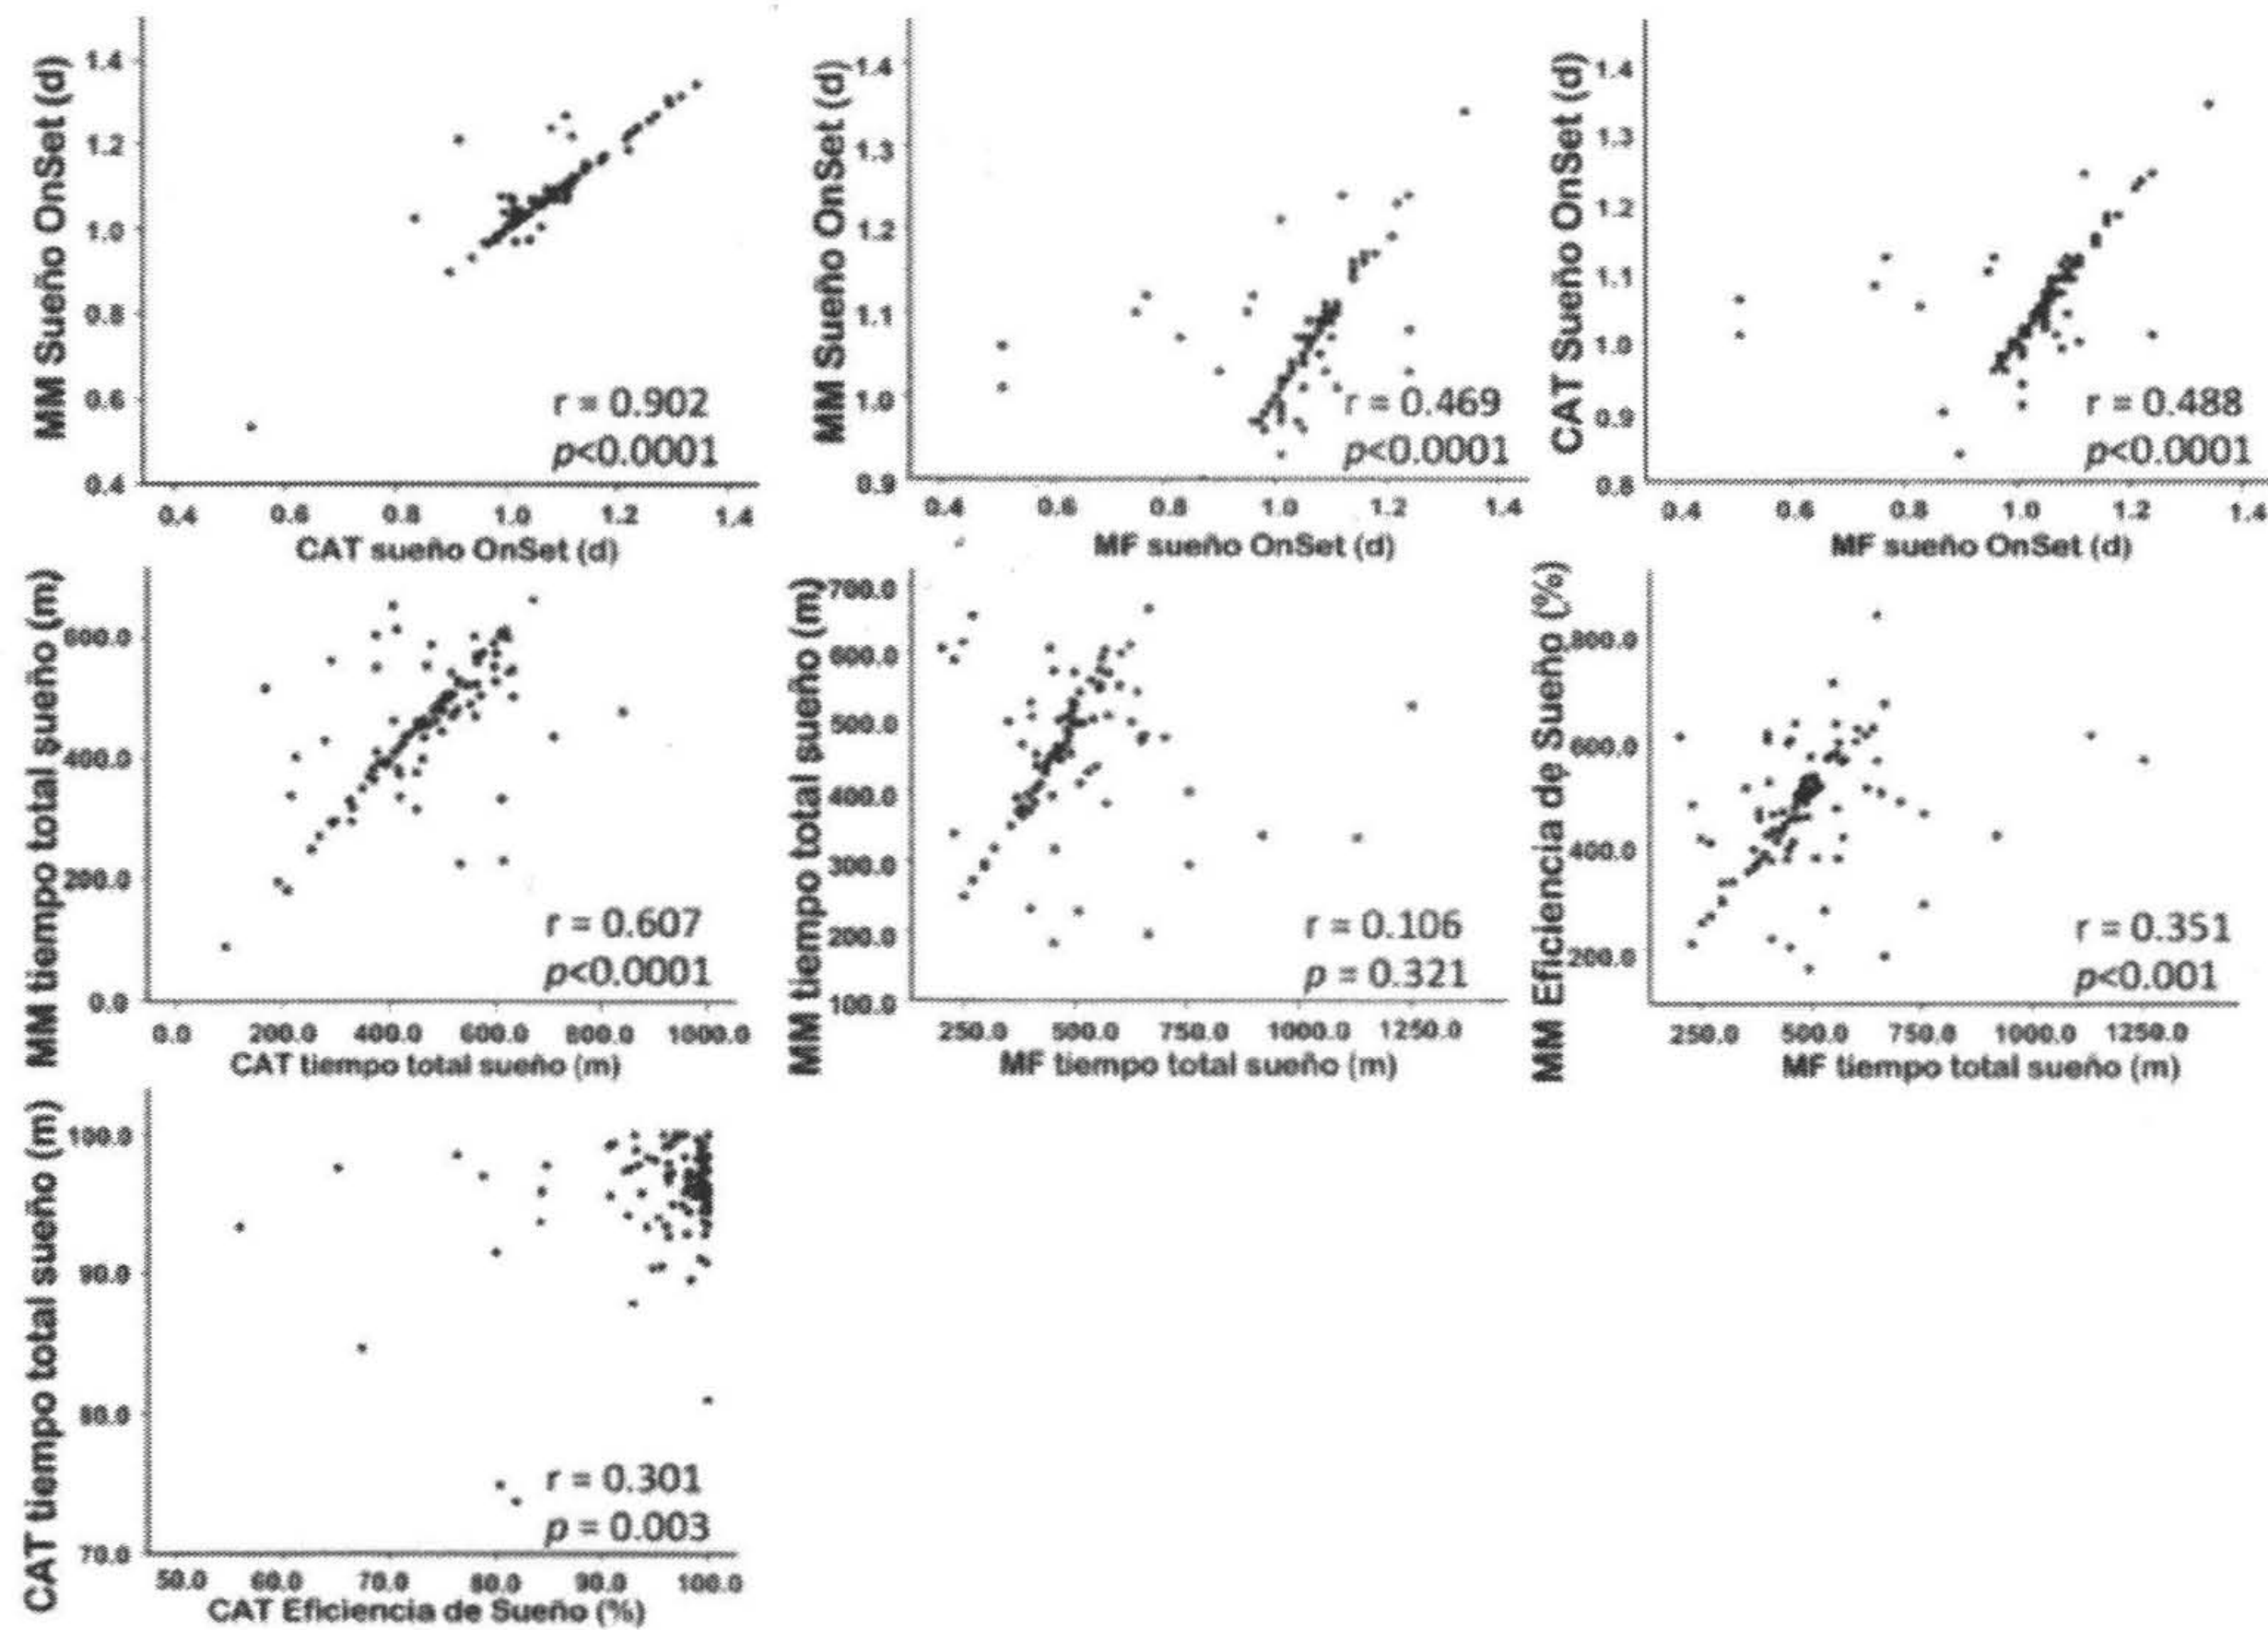 MM Sueño OnSet (d)
1.4
1.2
1.0
0.8
0.6
0.4
r = 0.902
p<0.0001
0.4 0.6 0.8 1.0 1.2 1.4
CAT sueño OnSet (d)
MM Sueño OnSet (d)
1.4
1.3
1.2
1.1
1.0
0.9
r = 0.469
p<0.0001
0.4 0.6 0.8 1.0 1.2 1.4
MF sueño OnSet (d)
CAT Sueño OnSet (d)
1.4
1.3
1.2
1.1
1.0
0.9
0.8
r = 0.488
p<0.0001
0.4 0.6 0.8 1.0 1.2 1.4
MF sueño OnSet (d)
MM tiempo total sueño (m)
600.0
400.0
200.0
0.0
r = 0.607
p<0.0001
0.0 200.0 400.0 600.0 800.0 1000.0
CAT tiempo total sueño (m)
MM tiempo total sueño (m)
700.0
600.0
500.0
400.0
300.0
200.0
100.0
r = 0.106
p = 0.321
250.0 500.0 750.0 1000.0 1250.0
MF tiempo total sueño (m)
MM Eficiencia de Sueño (%)
800.0
600.0
400.0
200.0
r = 0.351
p<0.001
250.0 500.0 750.0 1000.0 1250.0
MF tiempo total sueño (m)
CAT tiempo total sueño (m)
100.0
90.0
80.0
70.0
r = 0.301
p = 0.003
50.0 60.0 70.0 80.0 90.0 100.0
CAT Eficiencia de Sueño (%)